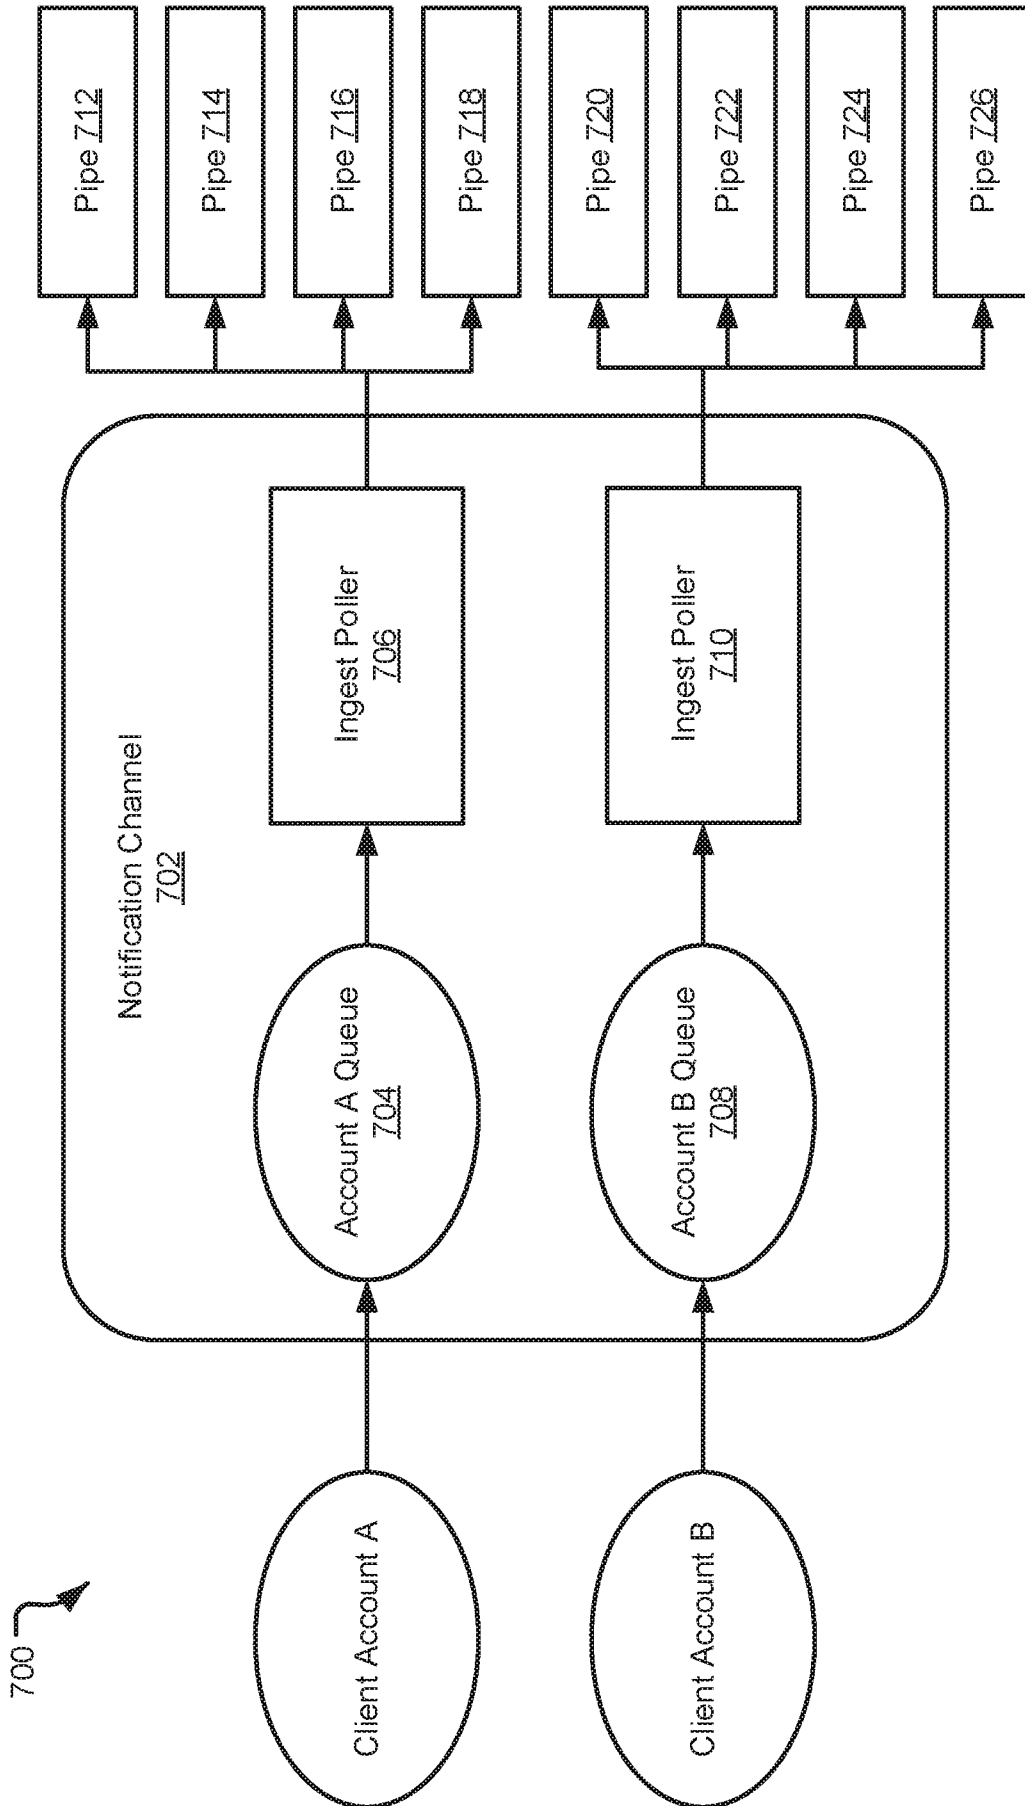 700
Notification Channel
702
Client Account A
Account A Queue
704
Ingest Poller
706
Pipe 712
Pipe 714
Pipe 716
Pipe 718
Client Account B
Account B Queue
708
Ingest Poller
710
Pipe 720
Pipe 722
Pipe 724
Pipe 726